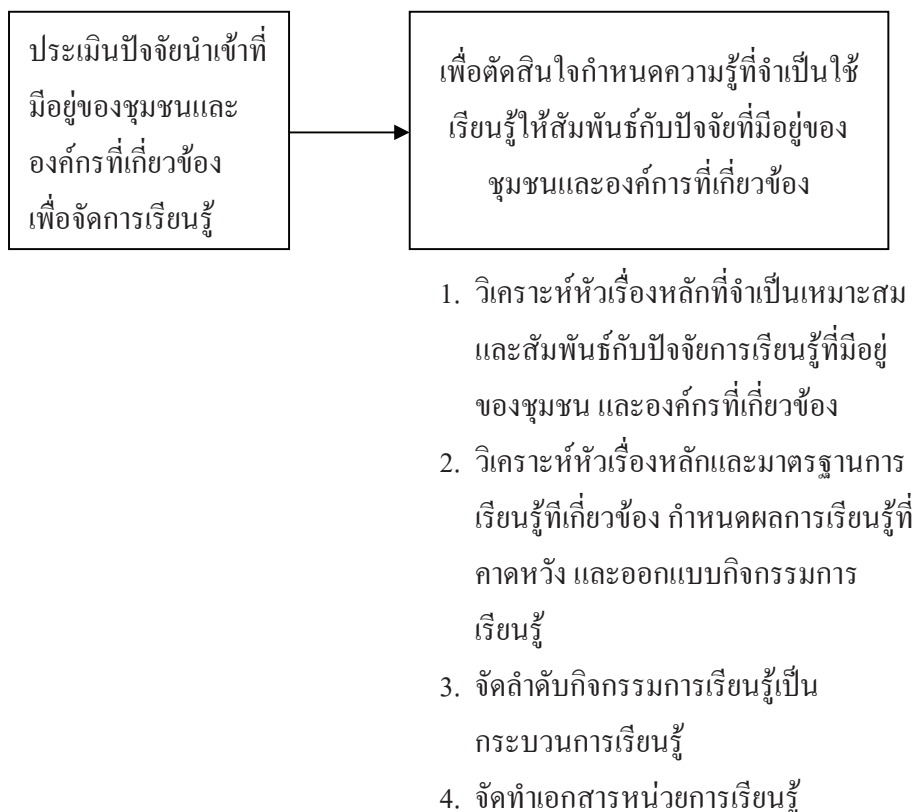 ประเมินปัจจัยนำเข้าที่
มีอยู่ของชุมชนและ
องค์กรที่เกี่ยวข้อง
เพื่อจัดการเรียนรู้
เพื่อตัดสินใจกำหนดความรู้ที่จำเป็นใช้
เรียนรู้ให้สัมพันธ์กับปัจจัยที่มีอยู่ของ
ชุมชนและองค์การที่เกี่ยวข้อง
1. วิเคราะห์หัวเรื่องหลักที่จำเป็นเหมาะสม
และสัมพันธ์กับปัจจัยการเรียนรู้ที่มีอยู่
ของชุมชน และองค์กรที่เกี่ยวข้อง
2. วิเคราะห์หัวเรื่องหลักและมาตรฐานการ
เรียนรู้ทีเกี่ยวข้อง กำหนดผลการเรียนรู้ที่
คาดหวัง และออกแบบกิจกรรมการ
เรียนรู้
3. จัดลำดับกิจกรรมการเรียนรู้เป็น
กระบวนการเรียนรู้
4. จัดทำเอกสารหน่วยการเรียนรู้